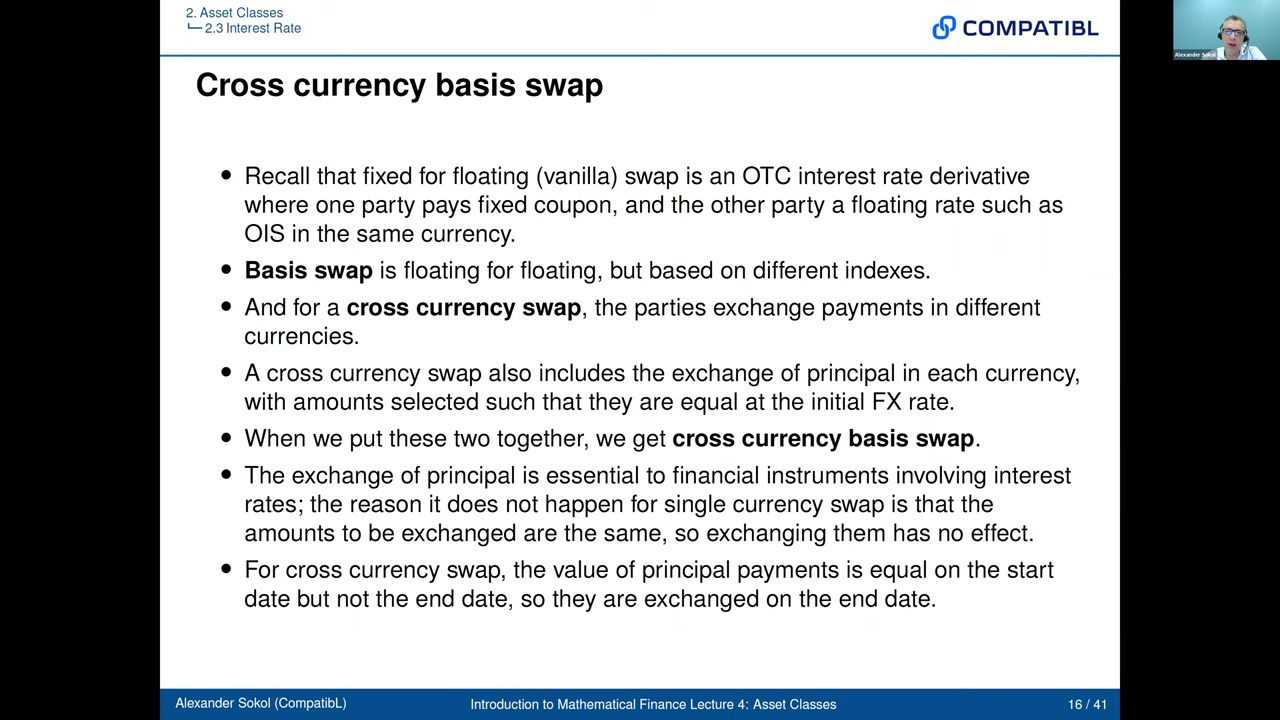 2. Asset Classes
2.3 Interest Rate
COMPATIBL
Alexander Sokol
Cross currency basis swap
• Recall that fixed for floating (vanilla) swap is an OTC interest rate derivative
where one party pays fixed coupon, and the other party a floating rate such as
OIS in the same currency.
• Basis swap is floating for floating, but based on different indexes.
• And for a cross currency swap, the parties exchange payments in different
currencies.
• A cross currency swap also includes the exchange of principal in each currency,
with amounts selected such that they are equal at the initial FX rate.
• When we put these two together, we get cross currency basis swap.
• The exchange of principal is essential to financial instruments involving interest
rates; the reason it does not happen for single currency swap is that the
amounts to be exchanged are the same, so exchanging them has no effect.
• For cross currency swap, the value of principal payments is equal on the start
date but not the end date, so they are exchanged on the end date.
Alexander Sokol (CompatibL)
Introduction to Mathematical Finance Lecture 4: Asset Classes
16 / 41